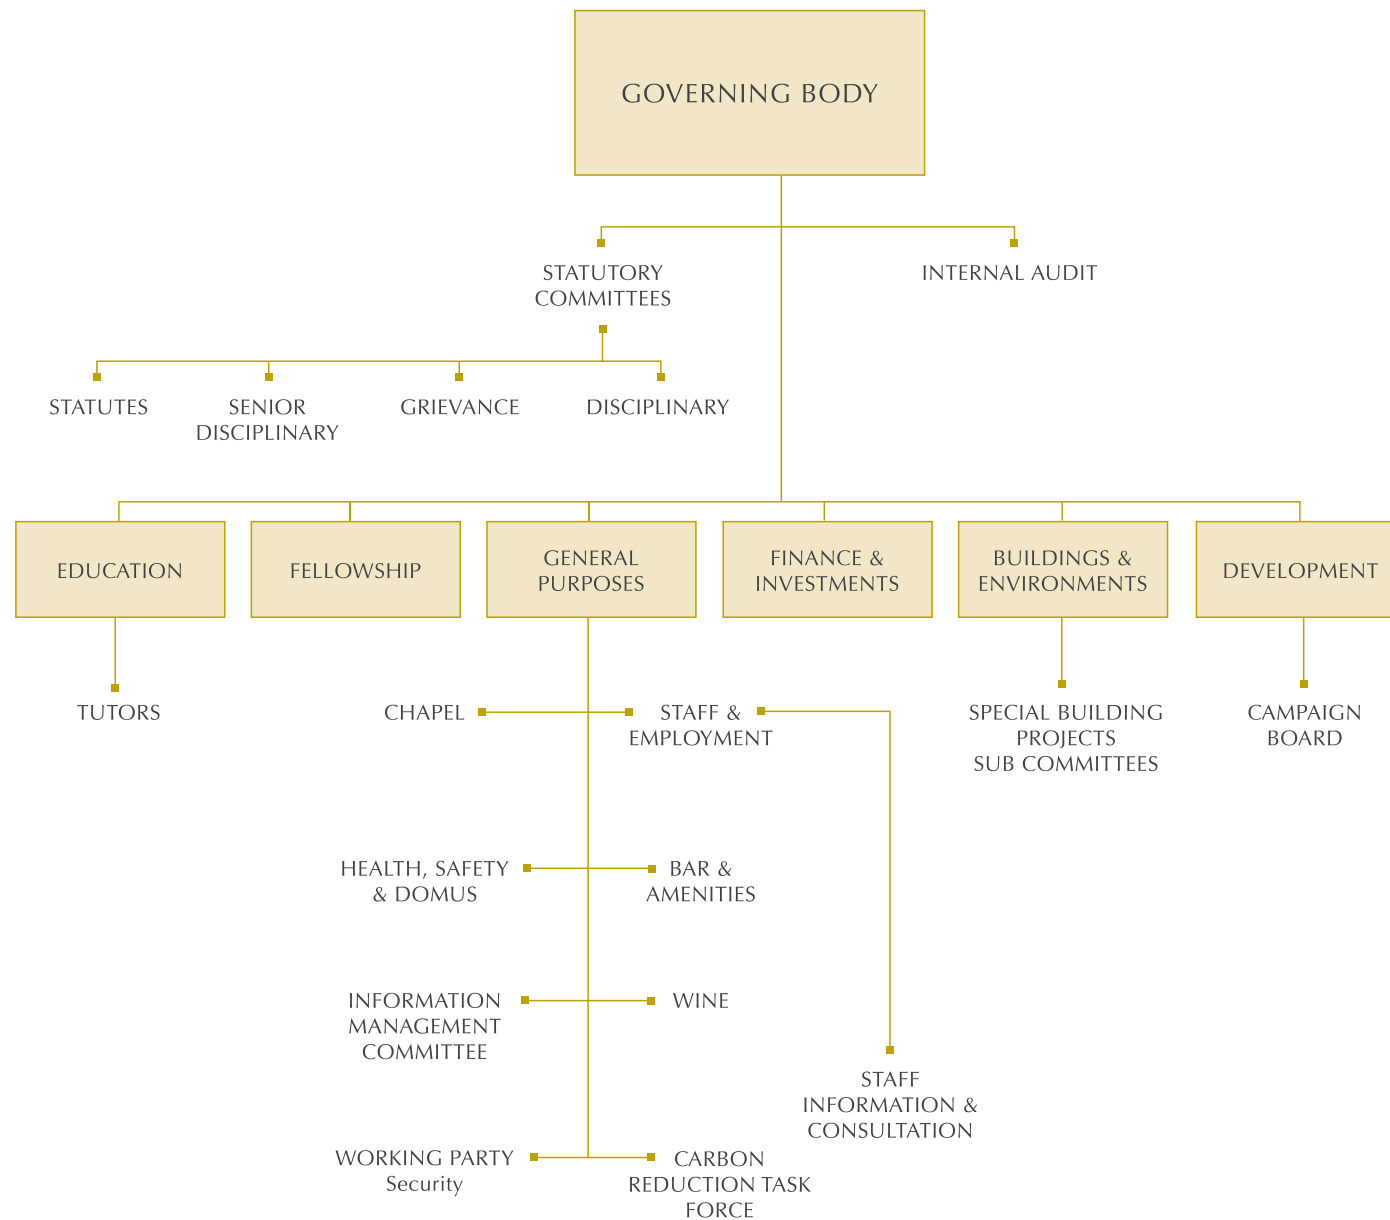 GOVERNING BODY
STATUTORY
COMMITTEES
INTERNAL AUDIT
STATUTES
SENIOR
DISCIPLINARY
GRIEVANCE
DISCIPLINARY
EDUCATION
FELLOWSHIP
GENERAL
PURPOSES
FINANCE &
INVESTMENTS
BUILDINGS &
ENVIRONMENTS
DEVELOPMENT
TUTORS
CHAPEL
STAFF &
EMPLOYMENT
SPECIAL BUILDING
PROJECTS
SUB COMMITTEES
CAMPAIGN
BOARD
HEALTH, SAFETY
& DOMUS
BAR &
AMENITIES
INFORMATION
MANAGEMENT
COMMITTEE
WINE
STAFF
INFORMATION &
CONSULTATION
WORKING PARTY
Security
CARBON
REDUCTION TASK
FORCE